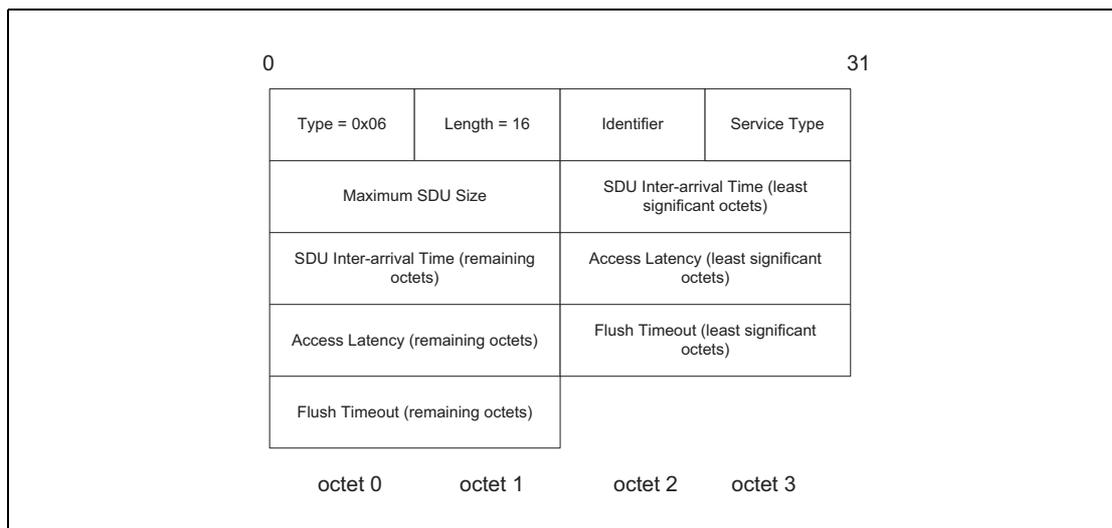 0 31
Type = 0x06 Length = 16 Identifier Service Type
Maximum SDU Size
SDU Inter-arrival Time (least
significant octets)
SDU Inter-arrival Time (remaining
octets)
Access Latency (least significant
octets)
Access Latency (remaining octets)
Flush Timeout (least significant
octets)
Flush Timeout (remaining octets)
octet 0 octet 1 octet 2 octet 3